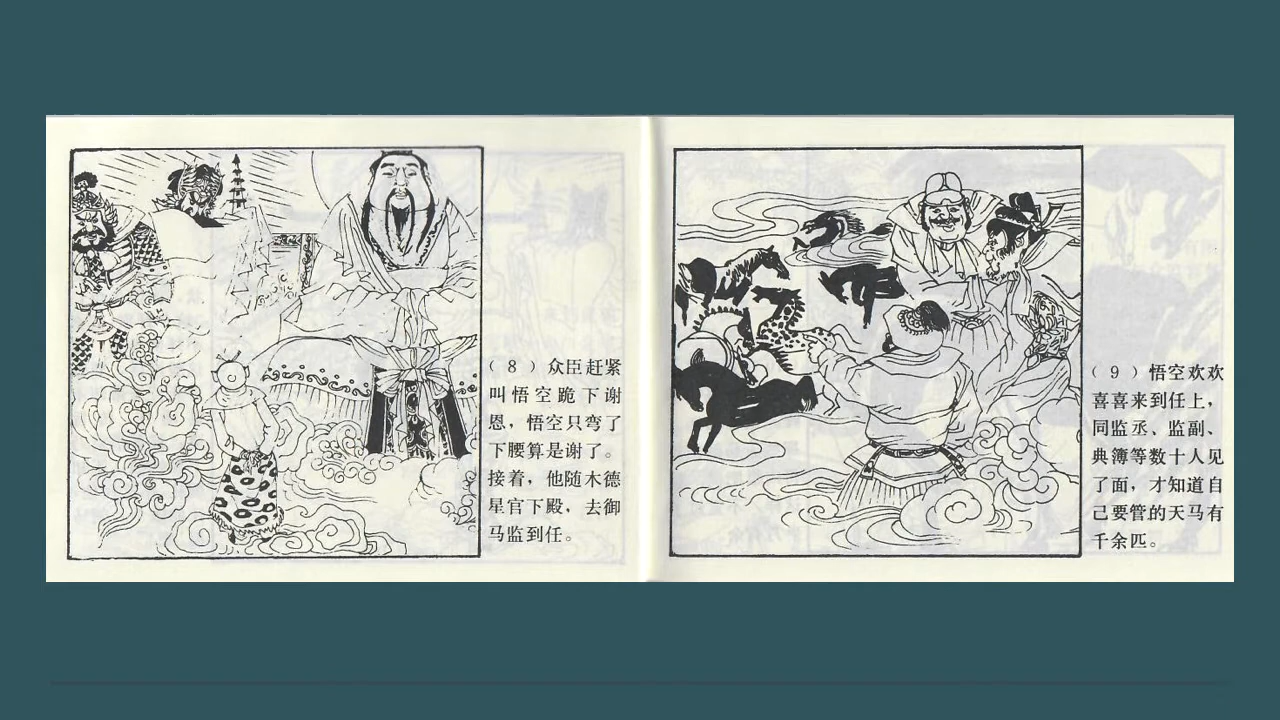 （8）众臣赶紧
叫悟空跪下谢
恩，悟空只弯了
下腰算是谢了。
接着，他随木德
星官下殿，去御
马监到任。
（9）悟空欢欢
喜喜来到任上，
同监丞、监副、
典簿等数十人见
了面，才知道自
己要管的天马有
千余匹。